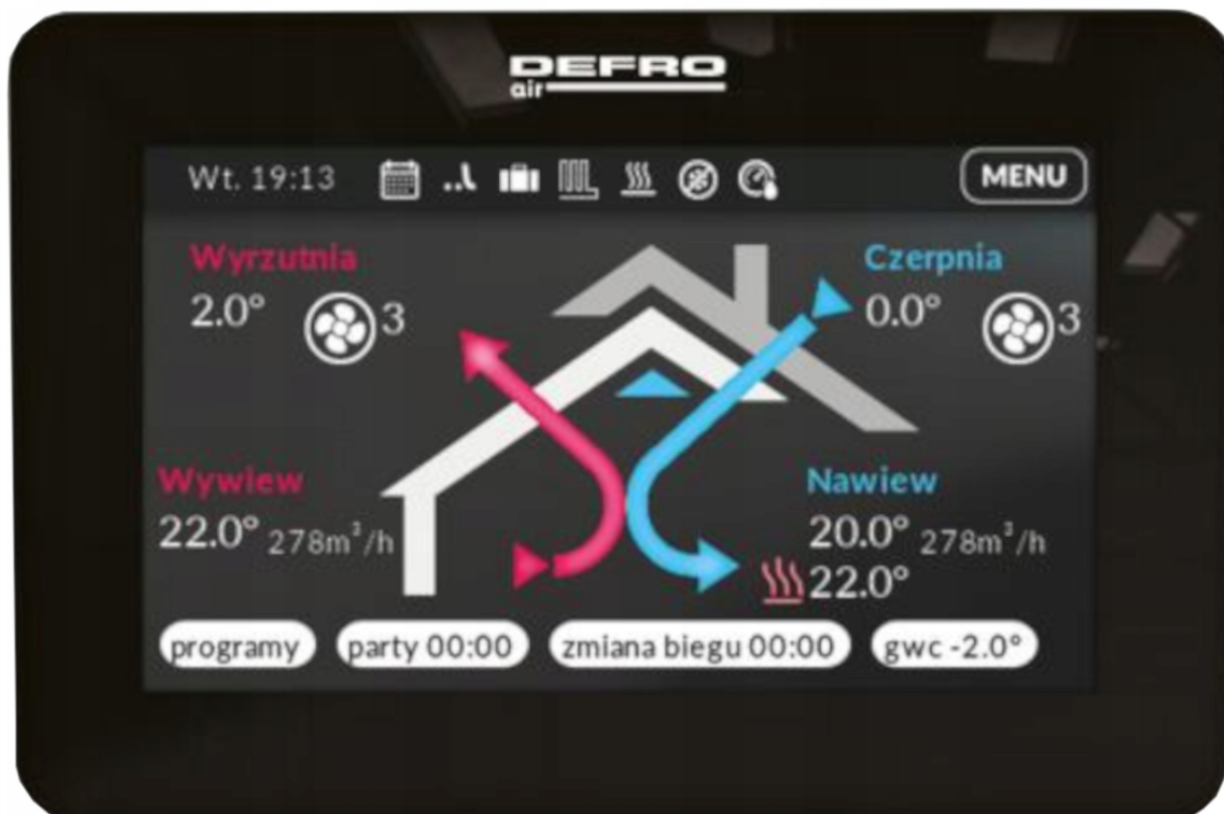 DEFRO
air
Wt. 19:13 MENU
Wyrzutnia Czerpnia
2.0° 3 0.0° 3
Wywiew Nawiew
22.0° 278m³/h 20.0° 278m³/h
22.0°
programy party 00:00 zmiana biegu 00:00 gwc -2.0°